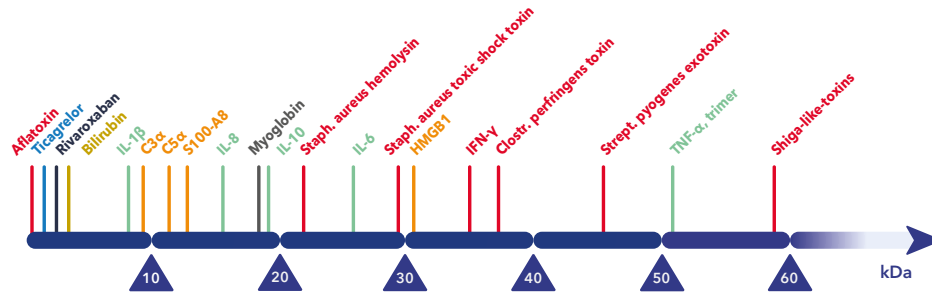 Aflatoxin
Ticagrelor
Rivaroxaban
Bilirubin
IL-1β
C3α
C5α
S100-A8
IL-8
Myoglobin
IL-10
Staph. aureus hemolysin
IL-6
Staph. aureus toxic shock toxin
HMGB1
IFN-γ
Clostr. perfringens toxin
Strept. pyogenes exotoxin
TNF-α, trimer
Shiga-like-toxins
10
20
30
40
50
60
kDa